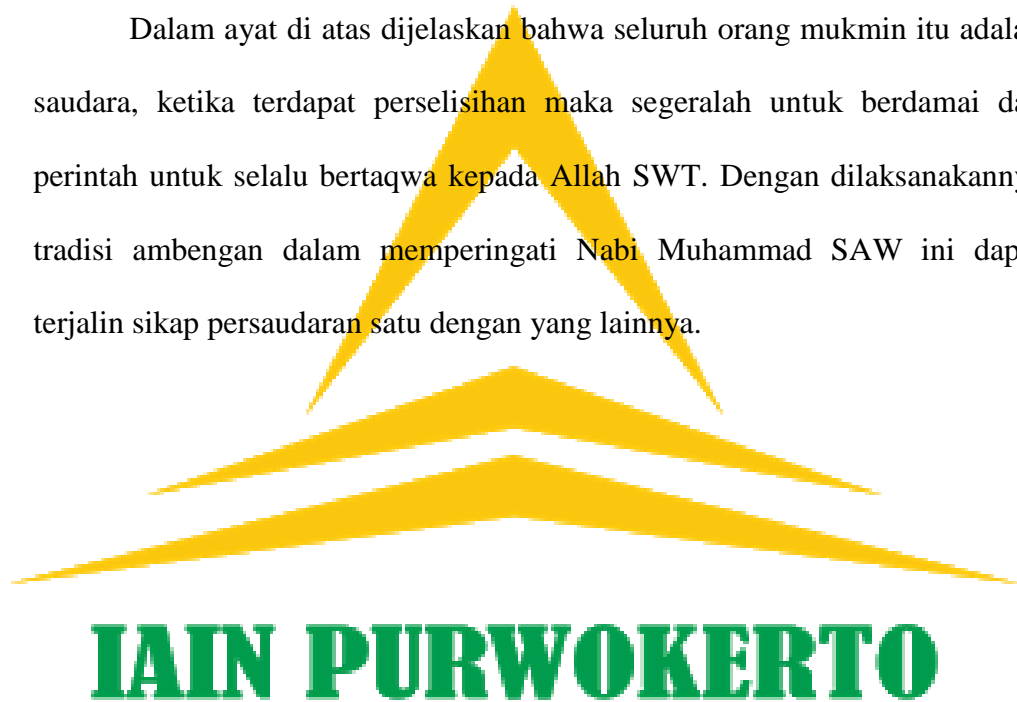 Dalam ayat di atas dijelaskan bahwa seluruh orang mukmin itu adala
saudara, ketika terdapat perselisihan maka segeralah untuk berdamai da
perintah untuk selalu bertaqwa kepada Allah SWT. Dengan dilaksanakanny
tradisi ambengan dalam memperingati Nabi Muhammad SAW ini dap
terjalin sikap persaudaran satu dengan yang lainnya.
IAIN PURWOKERTO